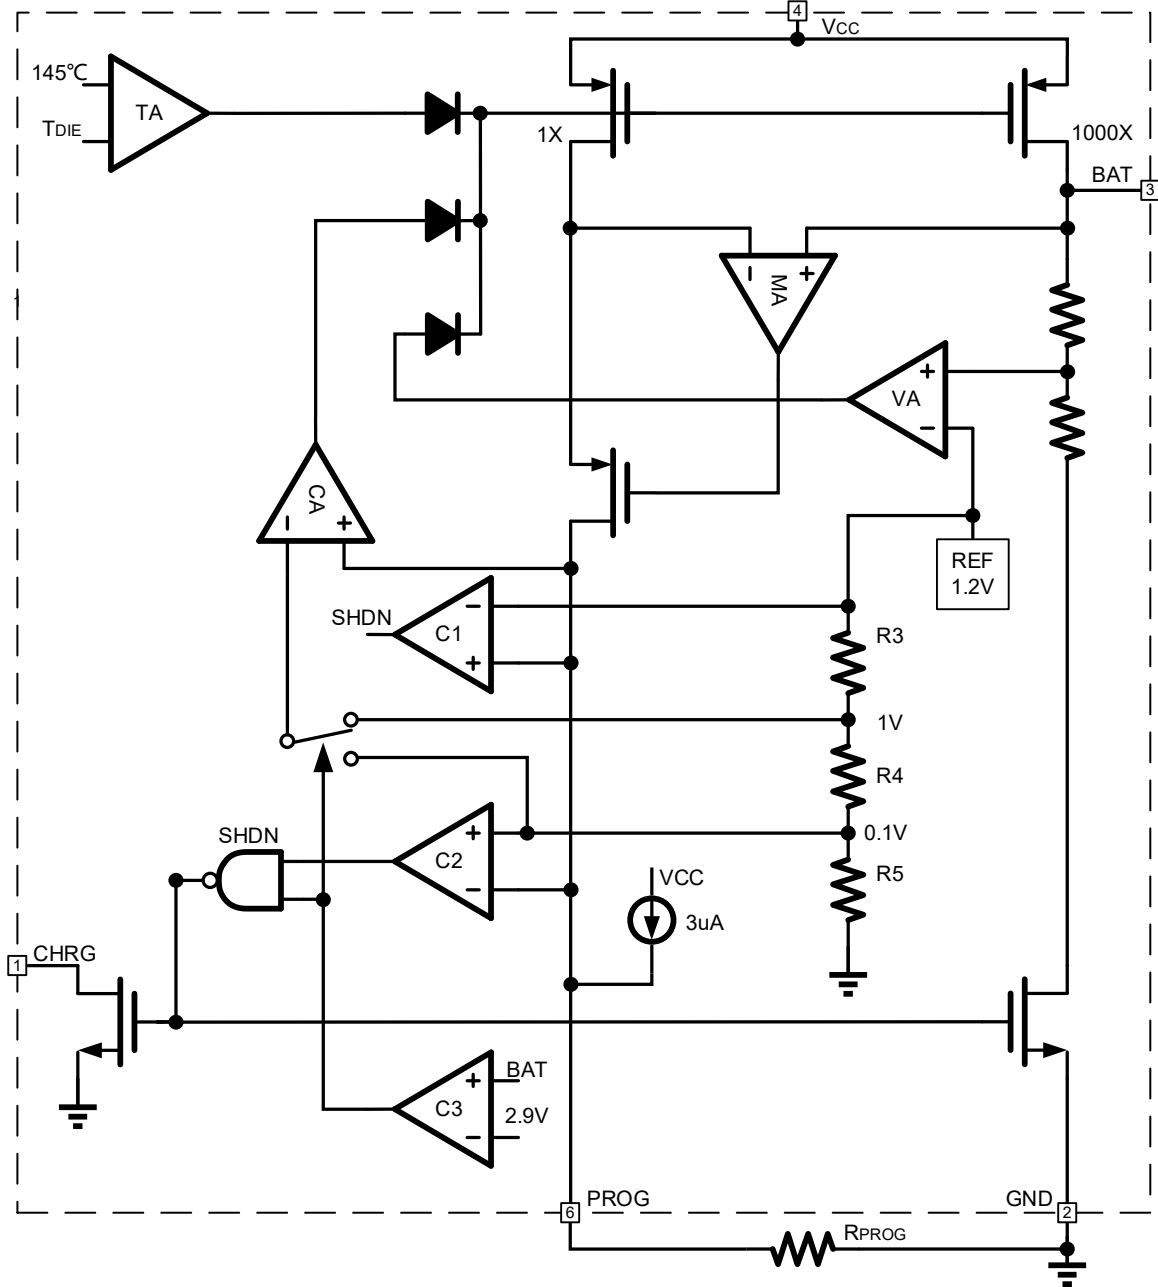 4
VCC
145℃
TA
TDIE
1X
1000X
BAT
3
− +
MA
+
VA
−
CA
− +
REF
1.2V
SHDN
−
C1
+
R3
1V
R4
SHDN
+
C2
−
0.1V
R5
VCC
3uA
1
CHRG
+
BAT
C3
2.9V
−
PROG
6
GND
2
RPROG